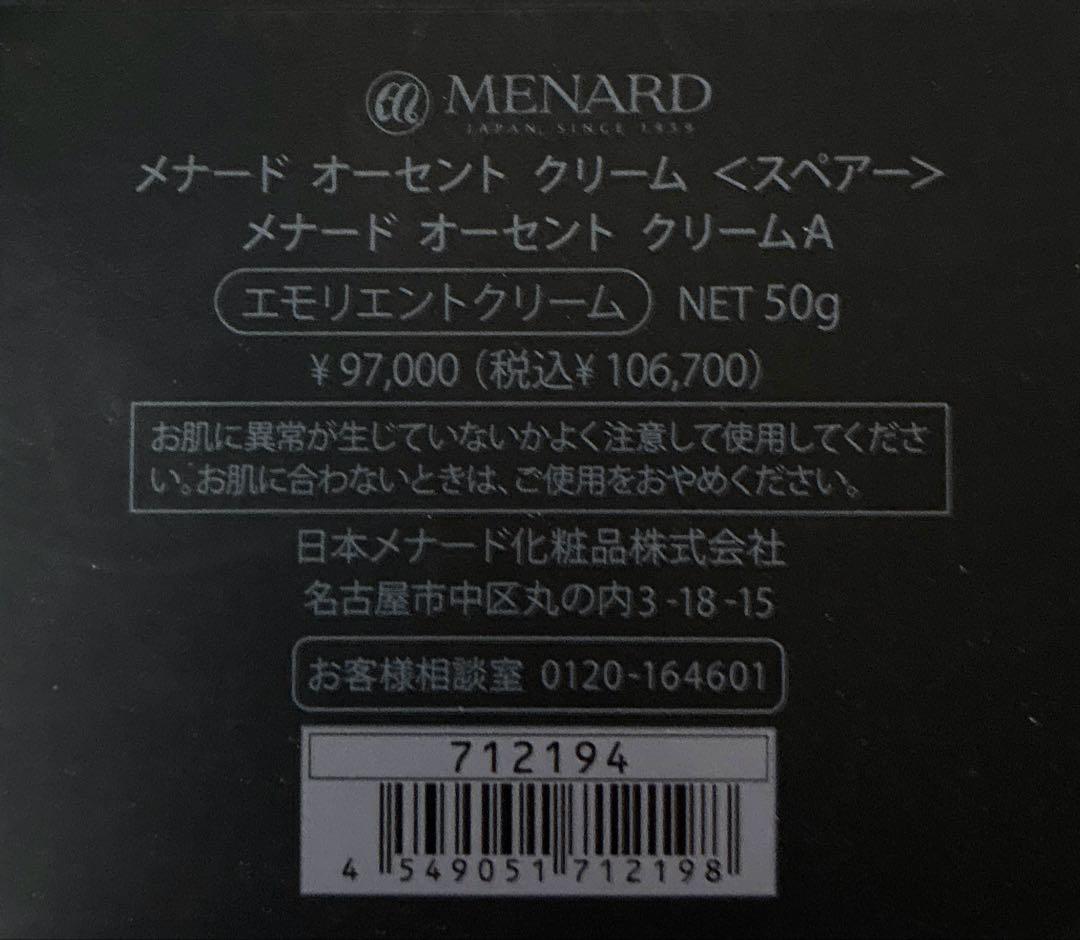 MENARD
JAPAN, SINCE 1959
メナード オーセント クリーム <スペアー>
メナード オーセント クリームA
エモリエントクリーム NET 50g
¥97,000（税込¥106,700）
お肌に異常が生じていないかよく注意して使用してくださ
い。お肌に合わないときは、ご使用をおやめください。
日本メナード化粧品株式会社
名古屋市中区丸の内3-18-15
お客様相談室 0120-164601
712194
4 549051 712198